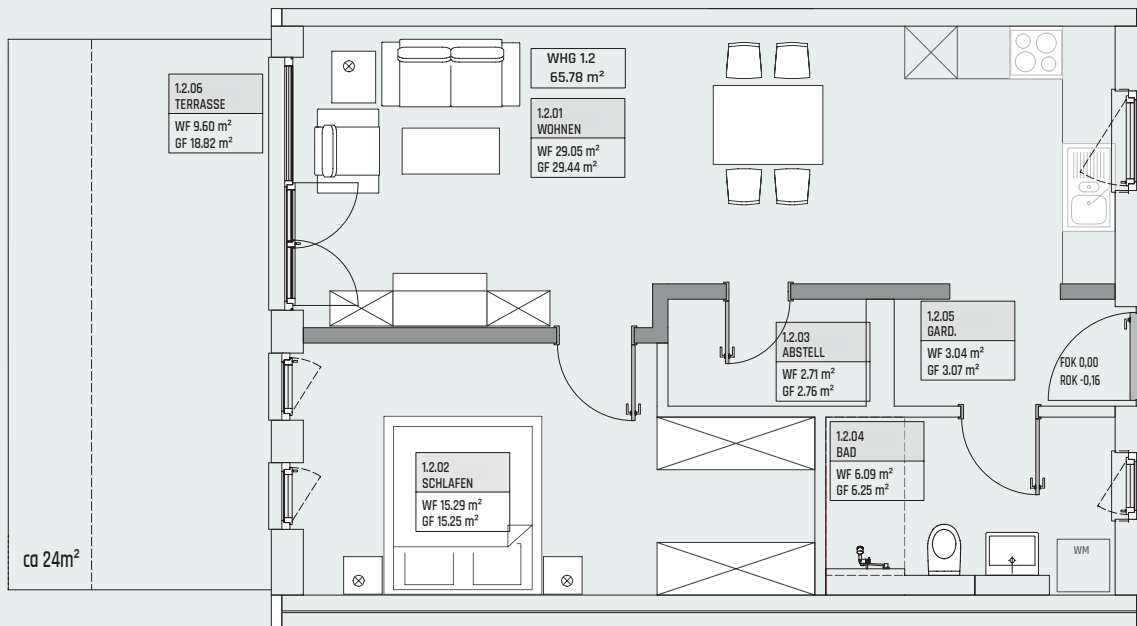 WHG 1.2
65.78 m²
1.2.06
TERRASSE
WF 9.60 m²
GF 18.82 m²
1.2.01
WOHNEN
WF 29.05 m²
GF 29.44 m²
1.2.03
ABSTELL
WF 2.71 m²
GF 2.76 m²
1.2.05
GARD.
WF 3.04 m²
GF 3.07 m²
FOK 0,00
ROK -0,16
1.2.02
SCHLAFEN
WF 15.29 m²
GF 15.25 m²
1.2.04
BAD
WF 6.09 m²
GF 6.25 m²
ca 24m²
WM